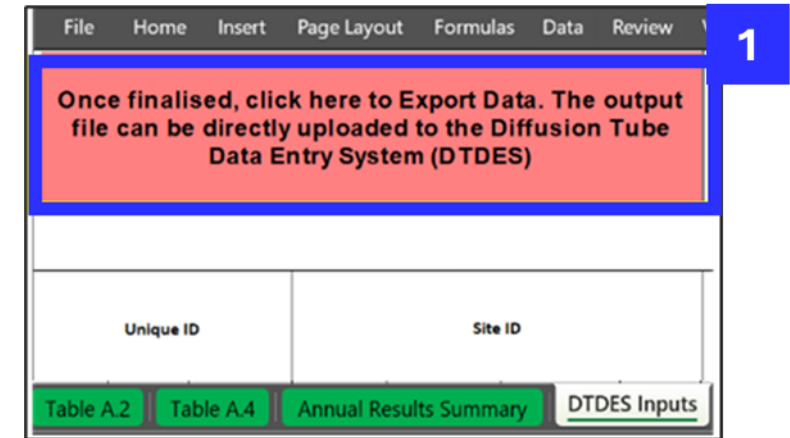 File Home Insert Page Layout Formulas Data Review
1
Once finalised, click here to Export Data. The output
file can be directly uploaded to the Diffusion Tube
Data Entry System (DTDES)
Unique ID Site ID
Table A.2 Table A.4 Annual Results Summary DTDES Inputs